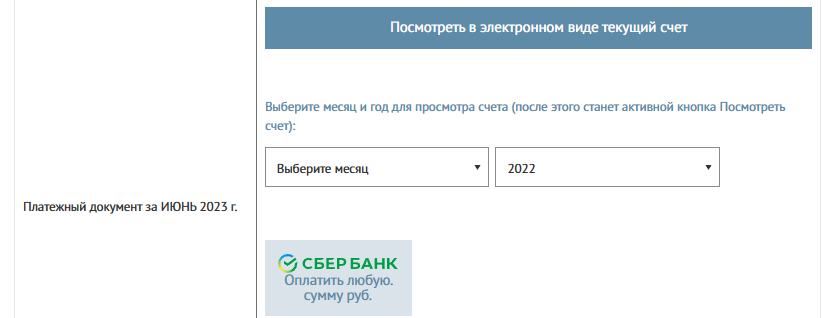 Посмотреть в электронном виде текущий счет
Выберите месяц и год для просмотра счета (после этого станет активной кнопка Посмотреть
счет):
Выберите месяц
2022
Платежный документ за ИЮНЬ 2023 г.
СБЕР БАНК
Оплатить любую.
сумму руб.